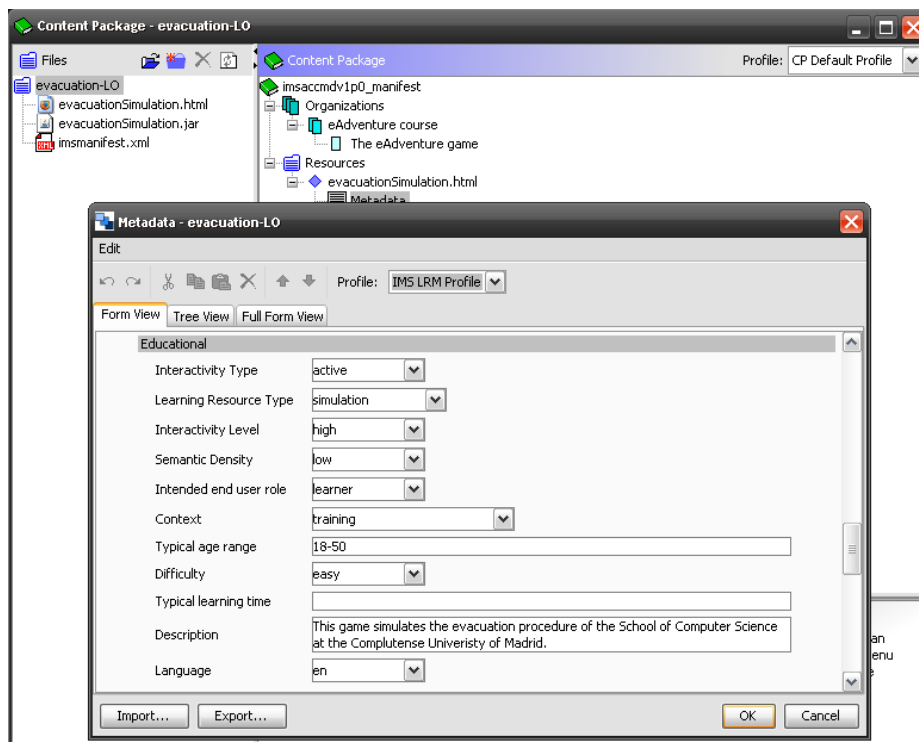 Content Package - evacuation-LO
Files
Content Package
Profile: CP Default Profile
evacuation-LO
evacuationSimulation.html
evacuationSimulation.jar
imsmanifest.xml
imsaccmdv1p0_manifest
Organizations
eAdventure course
The eAdventure game
Resources
evacuationSimulation.html
Metadata
Metadata - evacuation-LO
Edit
Profile: IMS LRM Profile
Form View Tree View Full Form View
Educational
Interactivity Type active
Learning Resource Type simulation
Interactivity Level high
Semantic Density low
Intended end user role learner
Context training
Typical age range 18-50
Difficulty easy
Typical learning time
Description This game simulates the evacuation procedure of the School of Computer Science
at the Complutense Univeristy of Madrid.
Language en
Import... Export... OK Cancel